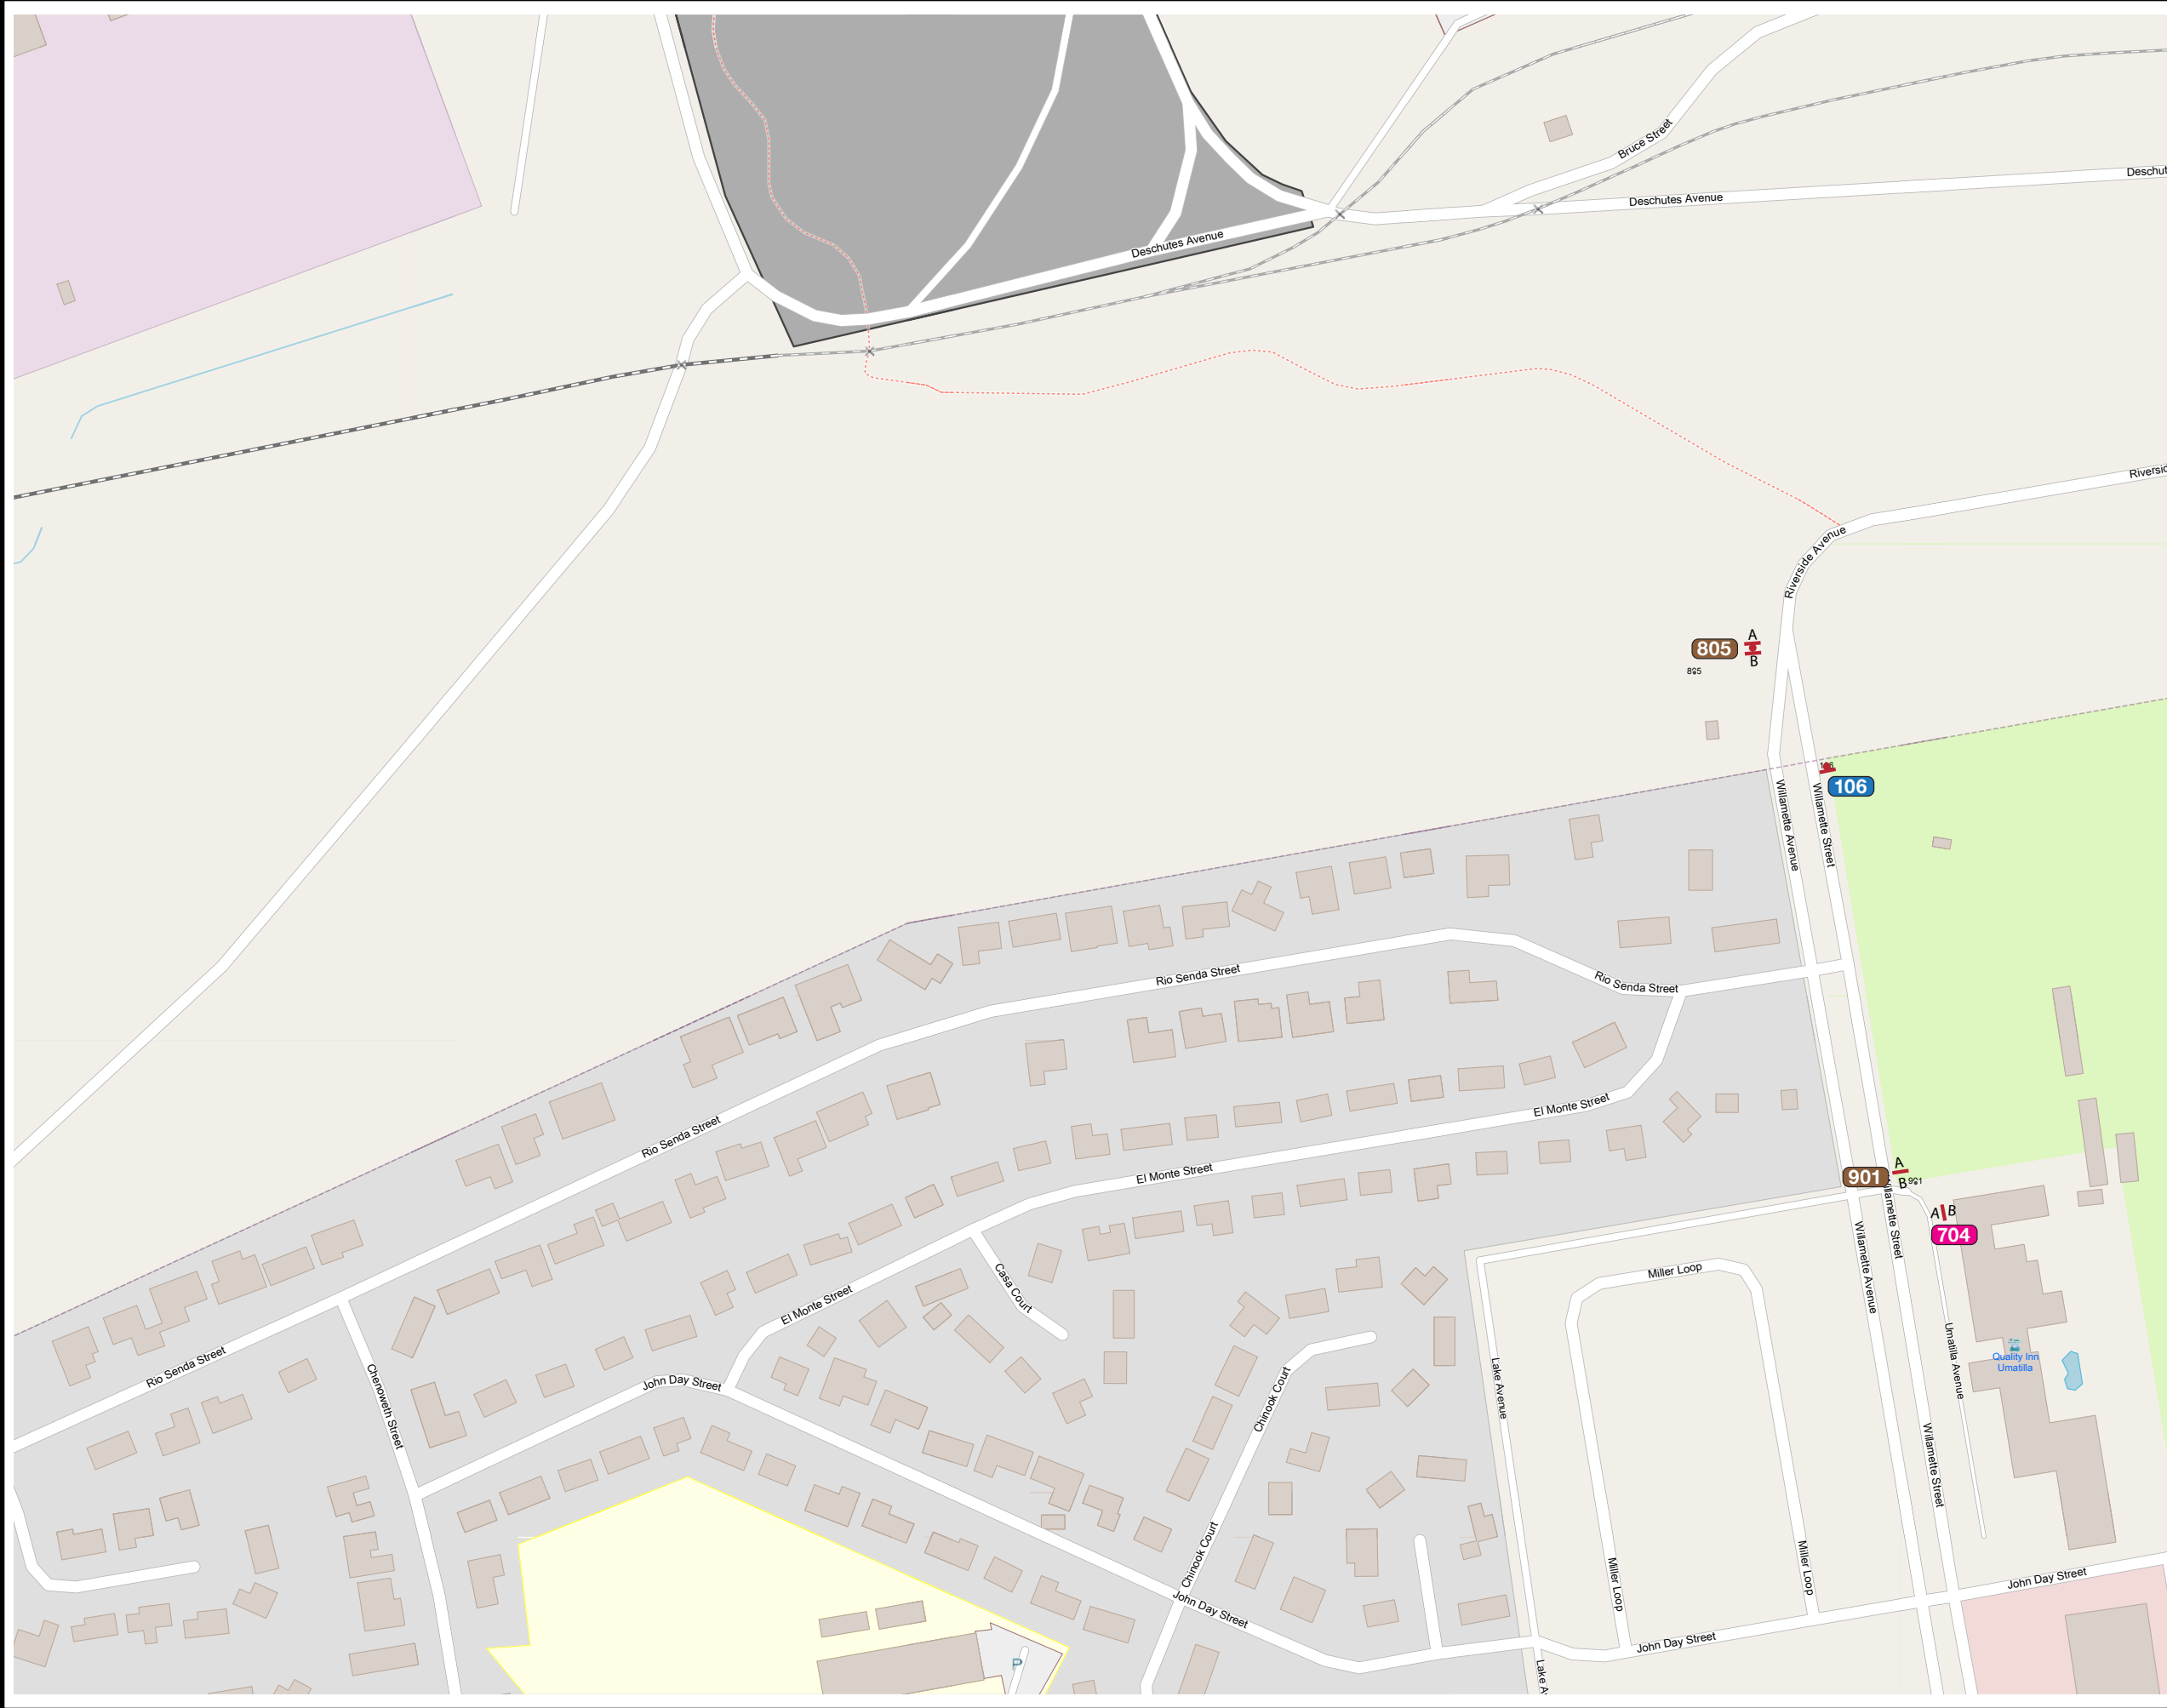 Bruce Street
Deschut
Deschutes Avenue
Deschutes Avenue
Riversid
Riverside Avenue
A
805
B
895
106
Willamette Avenue
Willamette Street
Rio Senda Street
Rio Senda Street
El Monte Street
Rio Senda Street
El Monte Street
A
901
B
991
Willamette Street
A
B
704
Willamette Avenue
Miller Loop
Casa Court
El Monte Street
Umatilla Avenue
Quality Inn
Umatilla
Rio Senda Street
Chenoweth Street
John Day Street
Lake Avenue
Chinook Court
Willamette Street
Chinook Court
Miller Loop
Miller Loop
John Day Street
John Day Street
John Day Street
P
Lake A